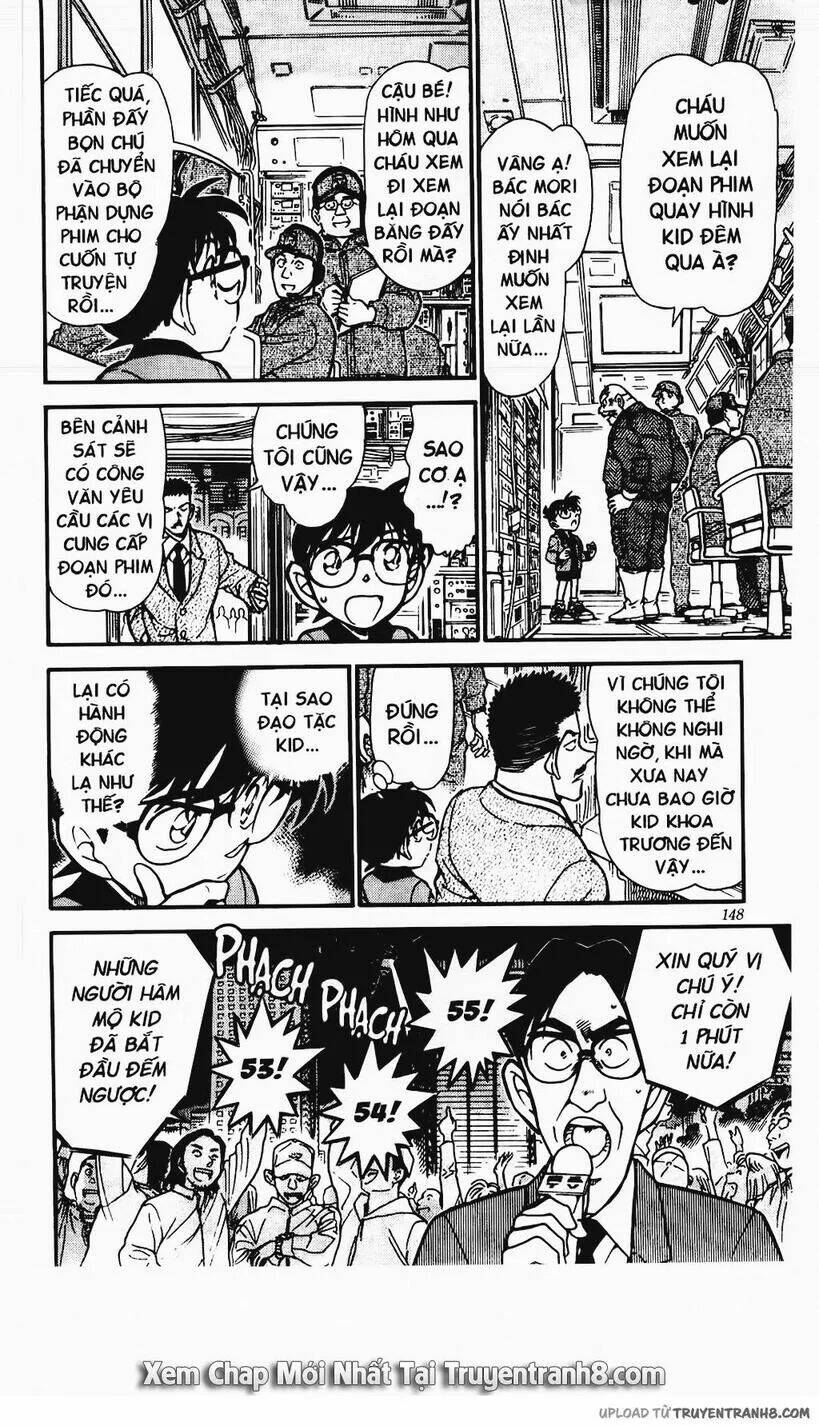 CHÁU
MUỐN
XEM LẠI
ĐOẠN PHIM
QUAY HÌNH
KID ĐÊM
QUA À?
VÂNG Ạ!
BÁC MORI
NÓI BÁC
ẤY NHẤT
ĐỊNH MUỐN
XEM
LẠI LẦN
NỮA...
CẬU BÉ!
HÌNH NHƯ
HÔM QUA
CHÁU XEM
ĐI XEM
LẠI ĐOẠN
BĂNG ĐẤY
RỒI MÀ?
TIẾC QUÁ,
PHẦN ĐẤY
BỌN CHÚ
ĐÃ CHUYỂN
VÀO BỘ
PHẬN DỰNG
PHIM CHO
CUỐN TỰ
TRUYỆN
RỒI...
SAO
CƠ Ạ
...!?
CHÚNG
TÔI CŨNG
VẬY...
BÊN CẢNH
SÁT SẼ
CÓ CÔNG
VĂN YÊU
CẦU CÁC VỊ
CUNG CẤP
ĐOẠN PHIM
ĐÓ...
VÌ CHÚNG TÔI
KHÔNG THỂ
KHÔNG NGHI
NGỜ, KHI MÀ
XƯA NAY
CHƯA BAO GIỜ
KID KHOA
TRƯƠNG ĐẾN
VẬY...
ĐÚNG
RỒI...
TẠI SAO
ĐẠO TẶC
KID...
LẠI CÓ
HÀNH
ĐỘNG
KHÁC
LẠ NHƯ
THẾ?
148
XIN QUÝ VỊ
CHÚ Ý!
CHỈ CÒN
1 PHÚT
NỮA!
55!
54!
53!
PHẠCH
PHẠCH
NHỮNG
NGƯỜI HÂM
MỘ KID
ĐÃ BẮT
ĐẦU ĐẾM
NGƯỢC!
Xem Chap Mới Nhất Tại Truyentranh8.com
UPLOAD TỪ TRUYENTRANH8.COM